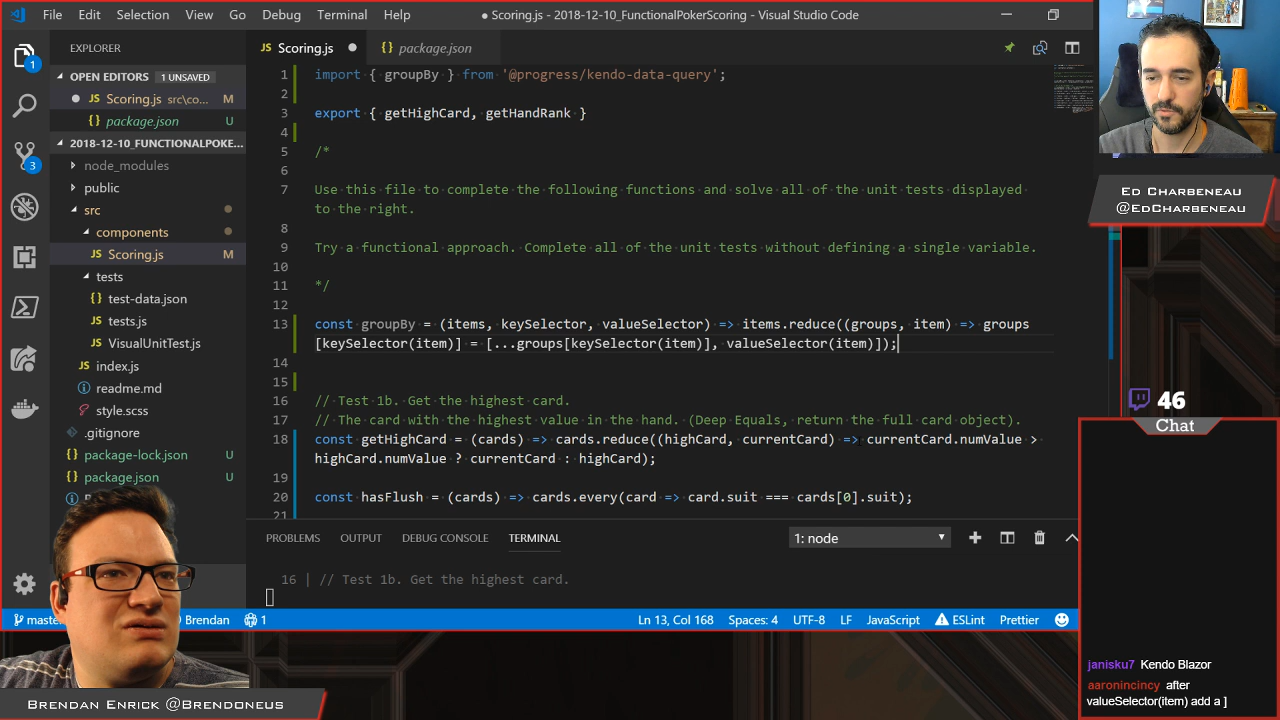 File Edit Selection View Go Debug Terminal Help
● Scoring.js - 2018-12-10_FunctionalPokerScoring - Visual Studio Code
EXPLORER
OPEN EDITORS 1 UNSAVED
JS Scoring.js src\co... M
{} package.json U
2018-12-10_FUNCTIONALPOKE...
node_modules
public
src
components
JS Scoring.js M
tests
{} test-data.json
JS tests.js
JS VisualUnitTest.js
JS index.js
readme.md
style.scss
.gitignore
{} package-lock.json U
{} package.json U
U
1
3
JS Scoring.js ●
{} package.json
1 import { groupBy } from '@progress/kendo-data-query';
2
3 export { getHighCard, getHandRank }
4
5 /*
6
7 Use this file to complete the following functions and solve all of the unit tests displayed
to the right.
8
9 Try a functional approach. Complete all of the unit tests without defining a single variable.
10
11 */
12
13 const groupBy = (items, keySelector, valueSelector) => items.reduce((groups, item) => groups
[keySelector(item)] = [...groups[keySelector(item)], valueSelector(item)]);
14
15
16 // Test 1b. Get the highest card.
17 // The card with the highest value in the hand. (Deep Equals, return the full card object).
18 const getHighCard = (cards) => cards.reduce((highCard, currentCard) => currentCard.numValue >
highCard.numValue ? currentCard : highCard);
19
20 const hasFlush = (cards) => cards.every(card => card.suit === cards[0].suit);
21
PROBLEMS OUTPUT DEBUG CONSOLE TERMINAL
1: node
16 | // Test 1b. Get the highest card.
Brendan 1
Ln 13, Col 168 Spaces: 4 UTF-8 LF JavaScript ESLint Prettier
Ed Charbeneau
@EdCharbeneau
46
Chat
janisku7 Kendo Blazor
aaronincincy after
valueSelector(item) add a ]
Brendan Enrick @Brendoneus